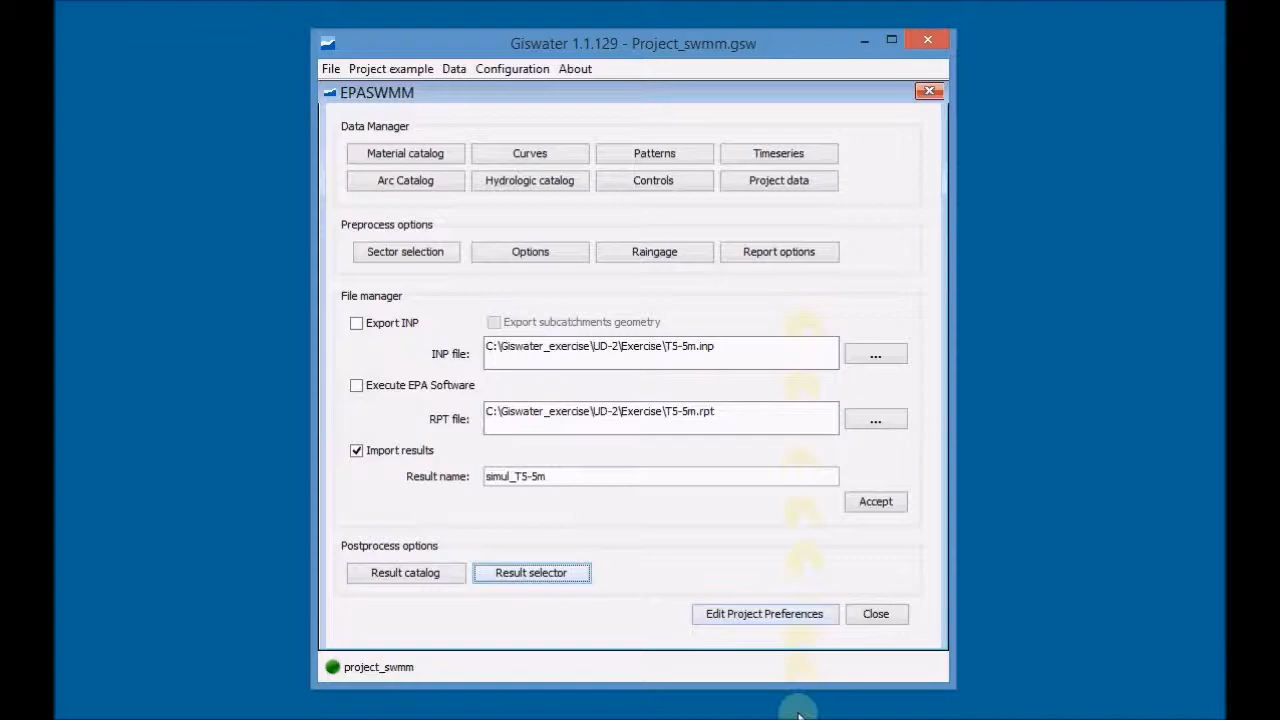 Giswater 1.1.129 - Project_swmm.gsw
File Project example Data Configuration About
EPASWMM
Data Manager
Material catalog Curves Patterns Timeseries
Arc Catalog Hydrologic catalog Controls Project data
Preprocess options
Sector selection Options Raingage Report options
File manager
Export INP Export subcatchments geometry
INP file: C:\Giswater_exercise\UD-2\Exercise\T5-5m.inp ...
Execute EPA Software
RPT file: C:\Giswater_exercise\UD-2\Exercise\T5-5m.rpt ...
Import results
Result name: simul_T5-5m
Accept
Postprocess options
Result catalog Result selector
Edit Project Preferences Close
project_swmm